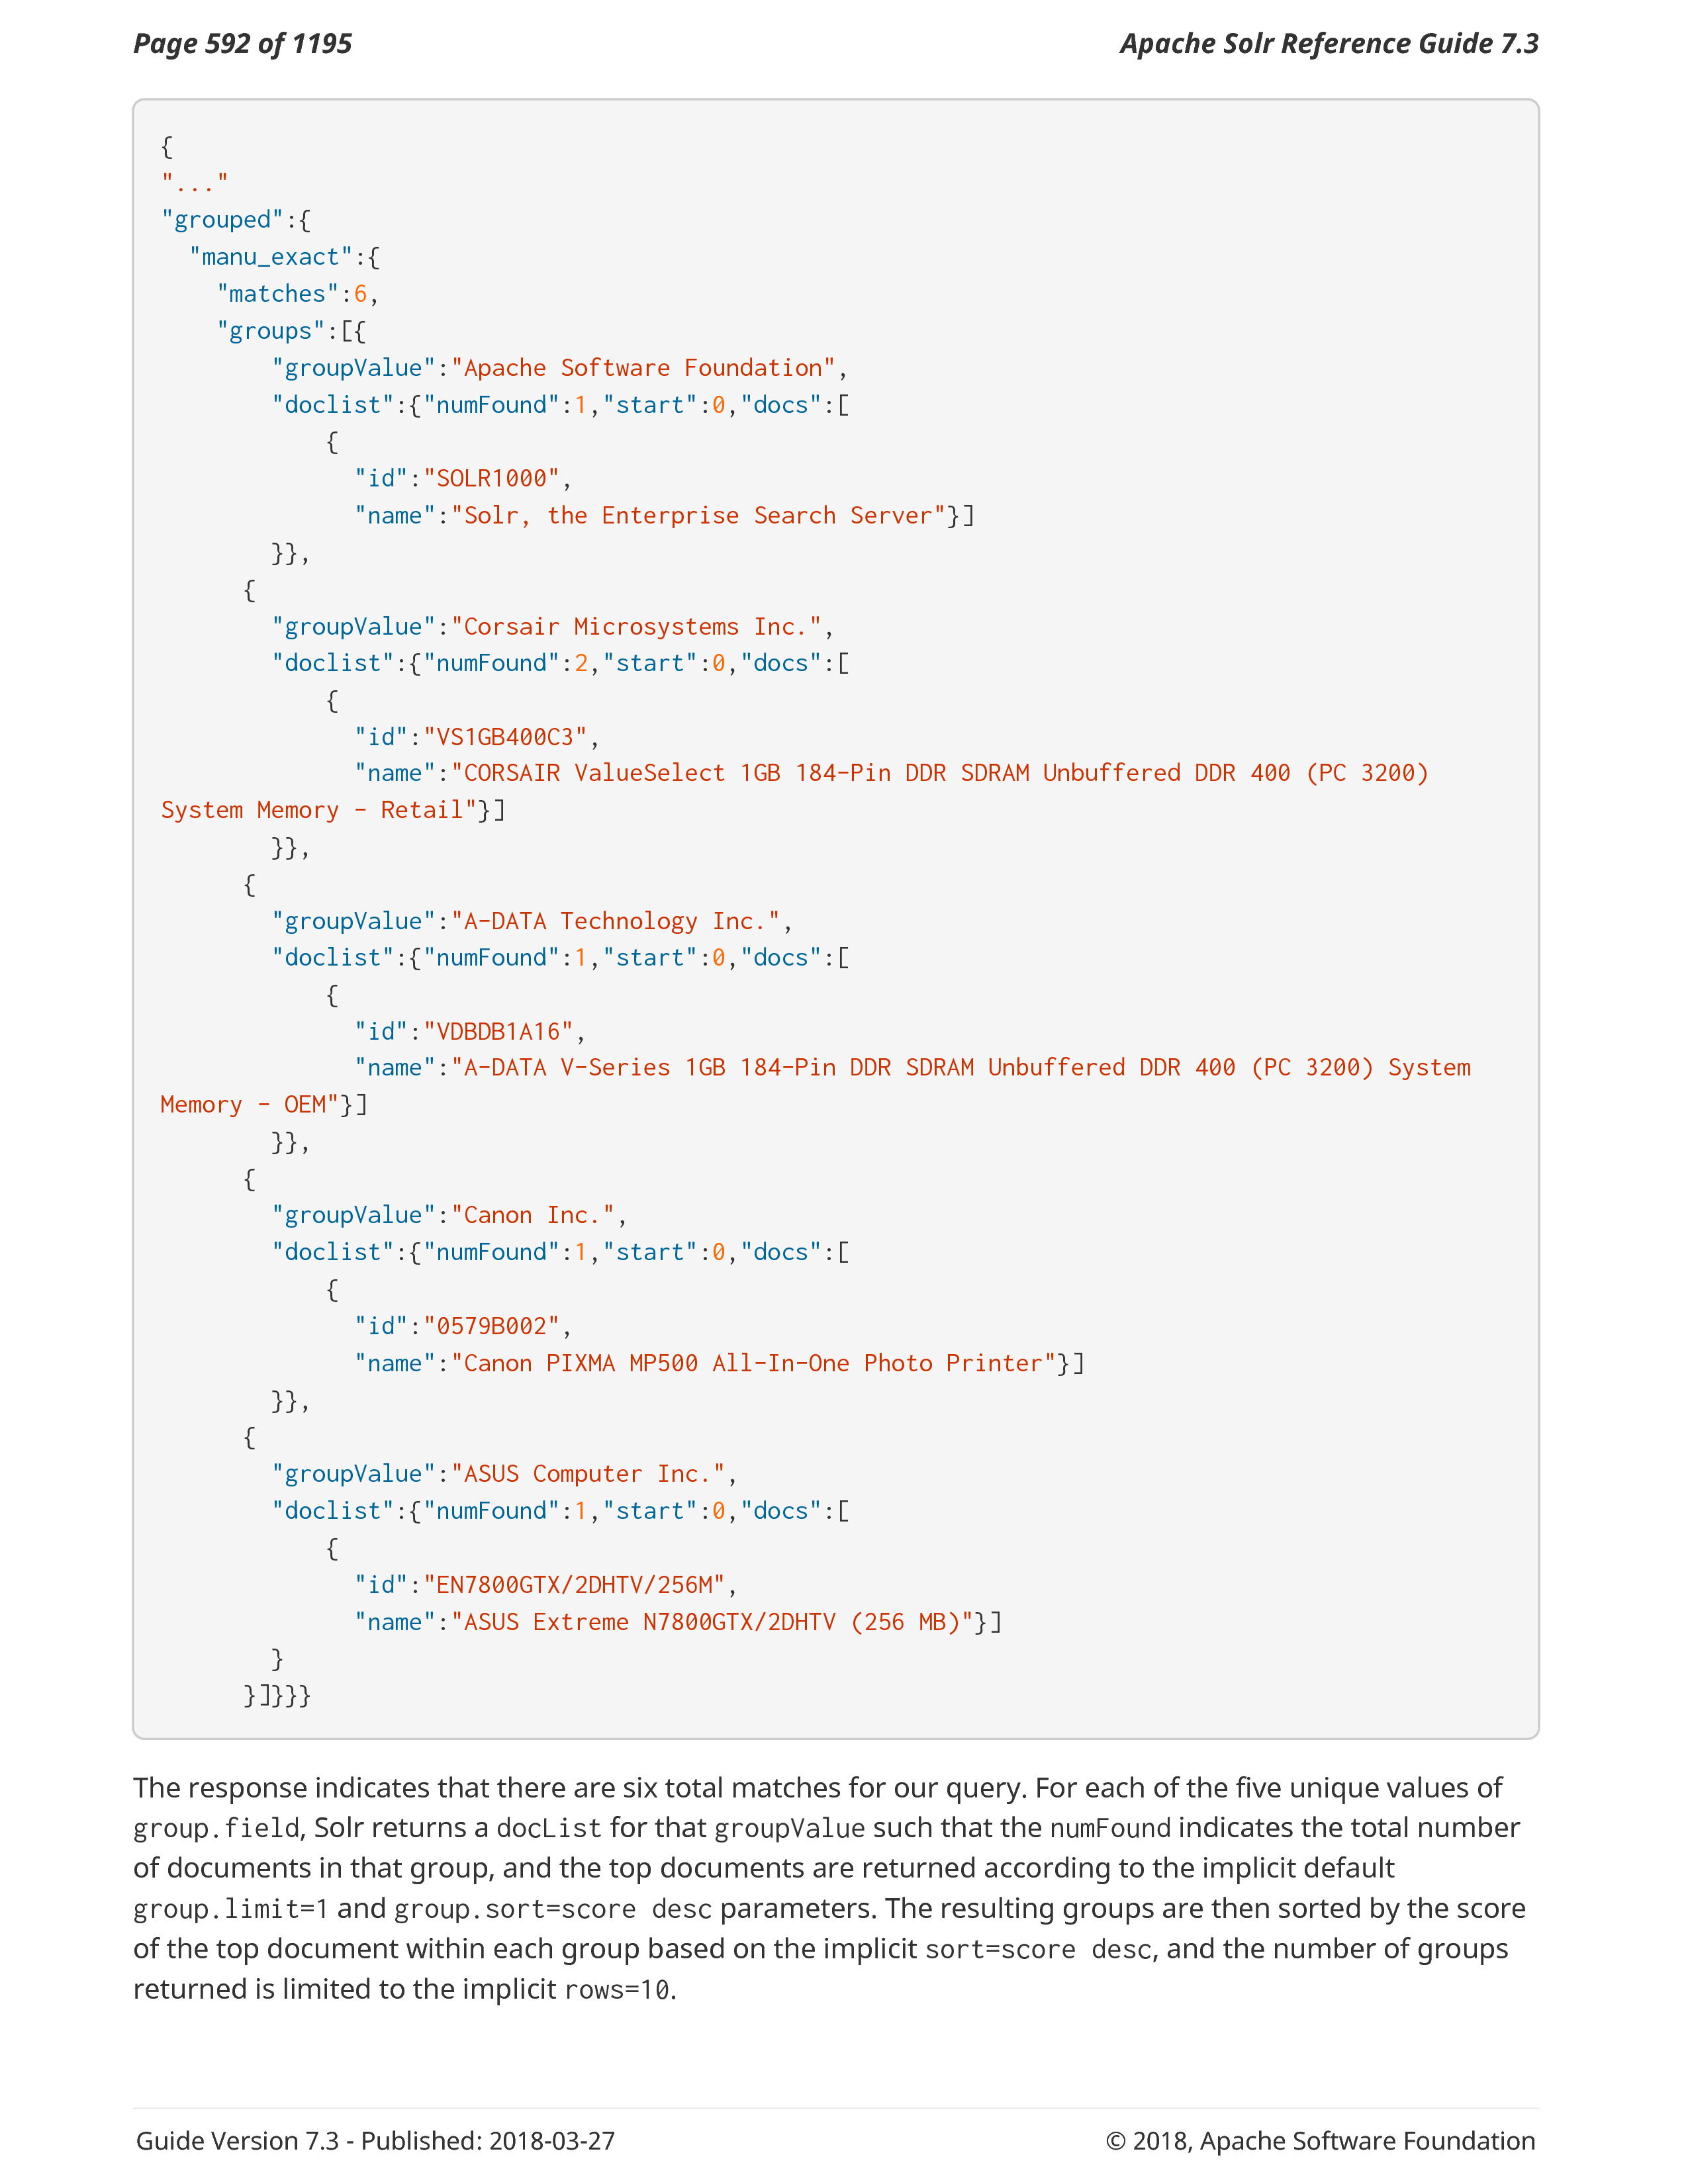 Page 592 of 1195
Apache Solr Reference Guide 7.3
{
"..."
"grouped":{
  "manu_exact":{
    "matches":6,
    "groups":[{
        "groupValue":"Apache Software Foundation",
        "doclist":{"numFound":1,"start":0,"docs":[
            {
              "id":"SOLR1000",
              "name":"Solr, the Enterprise Search Server"}]
        }},
      {
        "groupValue":"Corsair Microsystems Inc.",
        "doclist":{"numFound":2,"start":0,"docs":[
            {
              "id":"VS1GB400C3",
              "name":"CORSAIR ValueSelect 1GB 184-Pin DDR SDRAM Unbuffered DDR 400 (PC 3200)
System Memory - Retail"}]
        }},
      {
        "groupValue":"A-DATA Technology Inc.",
        "doclist":{"numFound":1,"start":0,"docs":[
            {
              "id":"VDBDB1A16",
              "name":"A-DATA V-Series 1GB 184-Pin DDR SDRAM Unbuffered DDR 400 (PC 3200) System
Memory - OEM"}]
        }},
      {
        "groupValue":"Canon Inc.",
        "doclist":{"numFound":1,"start":0,"docs":[
            {
              "id":"0579B002",
              "name":"Canon PIXMA MP500 All-In-One Photo Printer"}]
        }},
      {
        "groupValue":"ASUS Computer Inc.",
        "doclist":{"numFound":1,"start":0,"docs":[
            {
              "id":"EN7800GTX/2DHTV/256M",
              "name":"ASUS Extreme N7800GTX/2DHTV (256 MB)"}]
        }
      }]}}}
The response indicates that there are six total matches for our query. For each of the five unique values of
group.field, Solr returns a docList for that groupValue such that the numFound indicates the total number
of documents in that group, and the top documents are returned according to the implicit default
group.limit=1 and group.sort=score desc parameters. The resulting groups are then sorted by the score
of the top document within each group based on the implicit sort=score desc, and the number of groups
returned is limited to the implicit rows=10.
Guide Version 7.3 - Published: 2018-03-27
© 2018, Apache Software Foundation